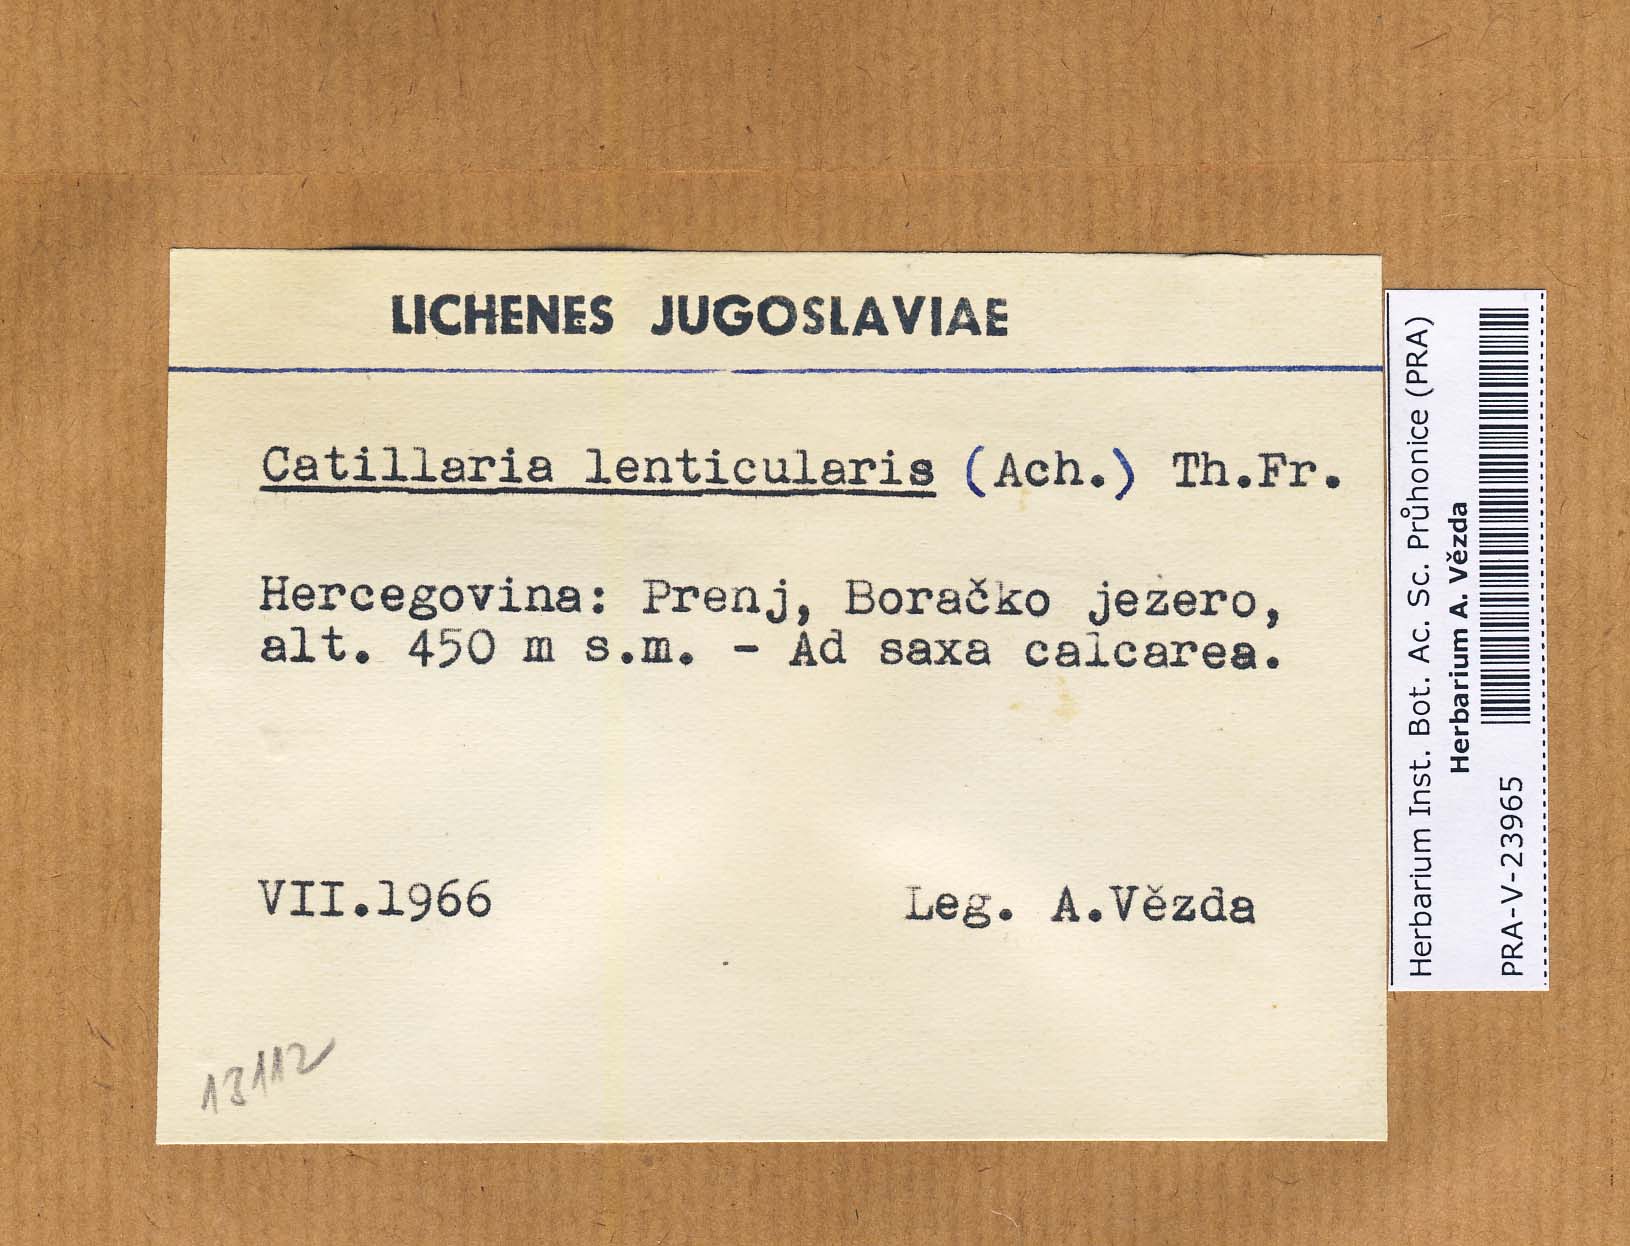 LICHENES JUGOSLAVIAE
Catillaria lenticularis (Ach.) Th.Fr.
Hercegovina: Prenj, Boračko jezero,
alt. 450 m s.m. - Ad saxa calcarea.
VII.1966
Leg. A.Vězda
13112
Herbarium Inst. Bot. Ac. Sc. Průhonice (PRA)
Herbarium A. Vězda
PRA-V-23965